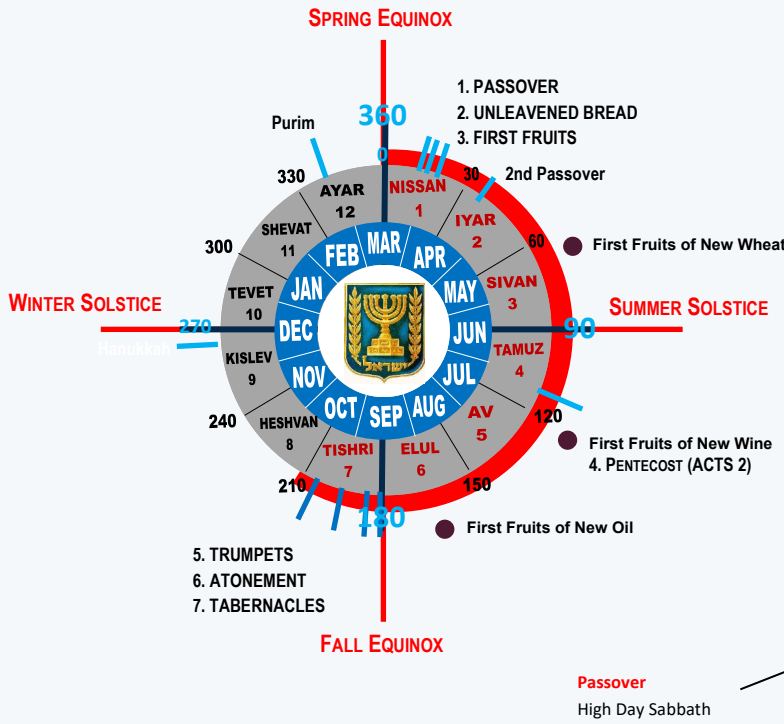 SPRING EQUINOX
1. PASSOVER
2. UNLEAVENED BREAD
3. FIRST FRUITS
360
0
Purim
2nd Passover
30
330
NISSAN
1
AYAR
12
IYAR
2
SHEVAT
11
60
First Fruits of New Wheat
300
MAR
FEB
APR
SIVAN
3
TEVET
10
JAN
MAY
WINTER SOLSTICE
SUMMER SOLSTICE
270
90
DEC
JUN
ישראל
Hanukkah
KISLEV
9
TAMUZ
4
NOV
JUL
OCT
AUG
SEP
AV
5
240
120
HESHVAN
8
TISHRI
7
ELUL
6
First Fruits of New Wine
4. PENTECOST (ACTS 2)
210
150
180
First Fruits of New Oil
5. TRUMPETS
6. ATONEMENT
7. TABERNACLES
FALL EQUINOX
Passover
High Day Sabbath